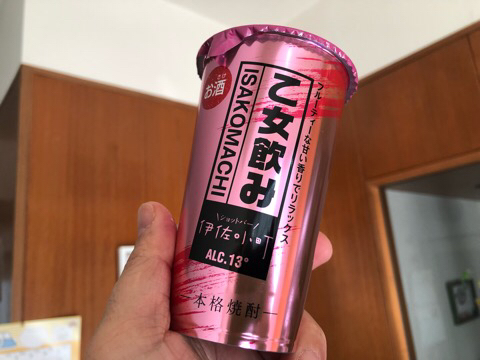 さけ
お酒
ISAKOMACHI
乙女飲み
フルーティーな甘い香りでリラックス
\ショットバー/
伊佐小町
ALC.13°
—本格焼酎—